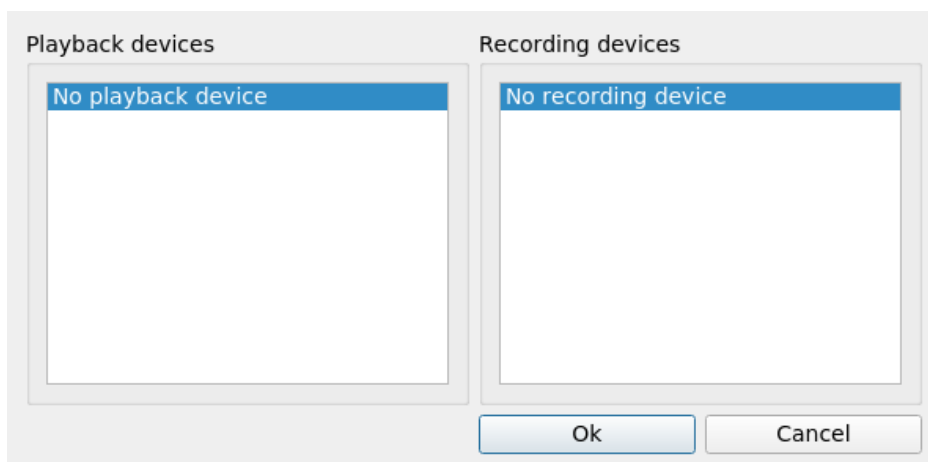 Playback devices
Recording devices
No playback device
No recording device
Ok
Cancel